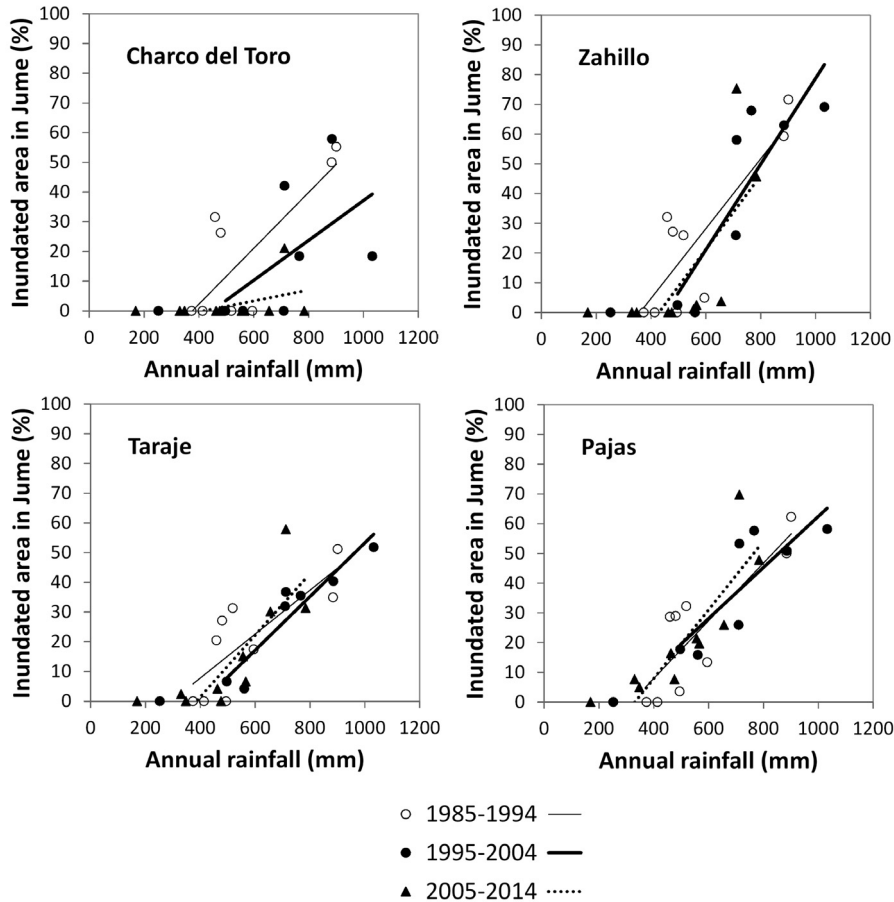 Charco del Toro
Inundated area in Jume (%)
100
90
80
70
60
50
40
30
20
10
0
0 200 400 600 800 1000 1200
Annual rainfall (mm)
Zahillo
Inundated area in Jume (%)
100
90
80
70
60
50
40
30
20
10
0
0 200 400 600 800 1000 1200
Annual rainfall (mm)
Taraje
Inundated area in Jume (%)
100
90
80
70
60
50
40
30
20
10
0
0 200 400 600 800 1000 1200
Annual rainfall (mm)
Pajas
Inundated area in Jume (%)
100
90
80
70
60
50
40
30
20
10
0
0 200 400 600 800 1000 1200
Annual rainfall (mm)
1985-1994
1995-2004
2005-2014